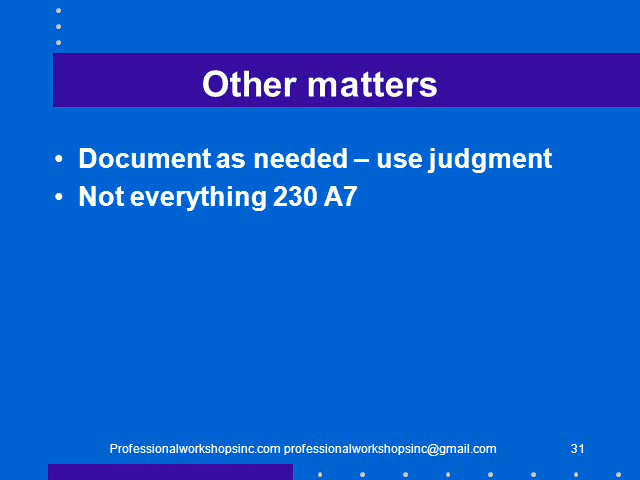 Other matters
• Document as needed – use judgment
• Not everything 230 A7
Professionalworkshopsinc.com professionalworkshopsinc@gmail.com 31